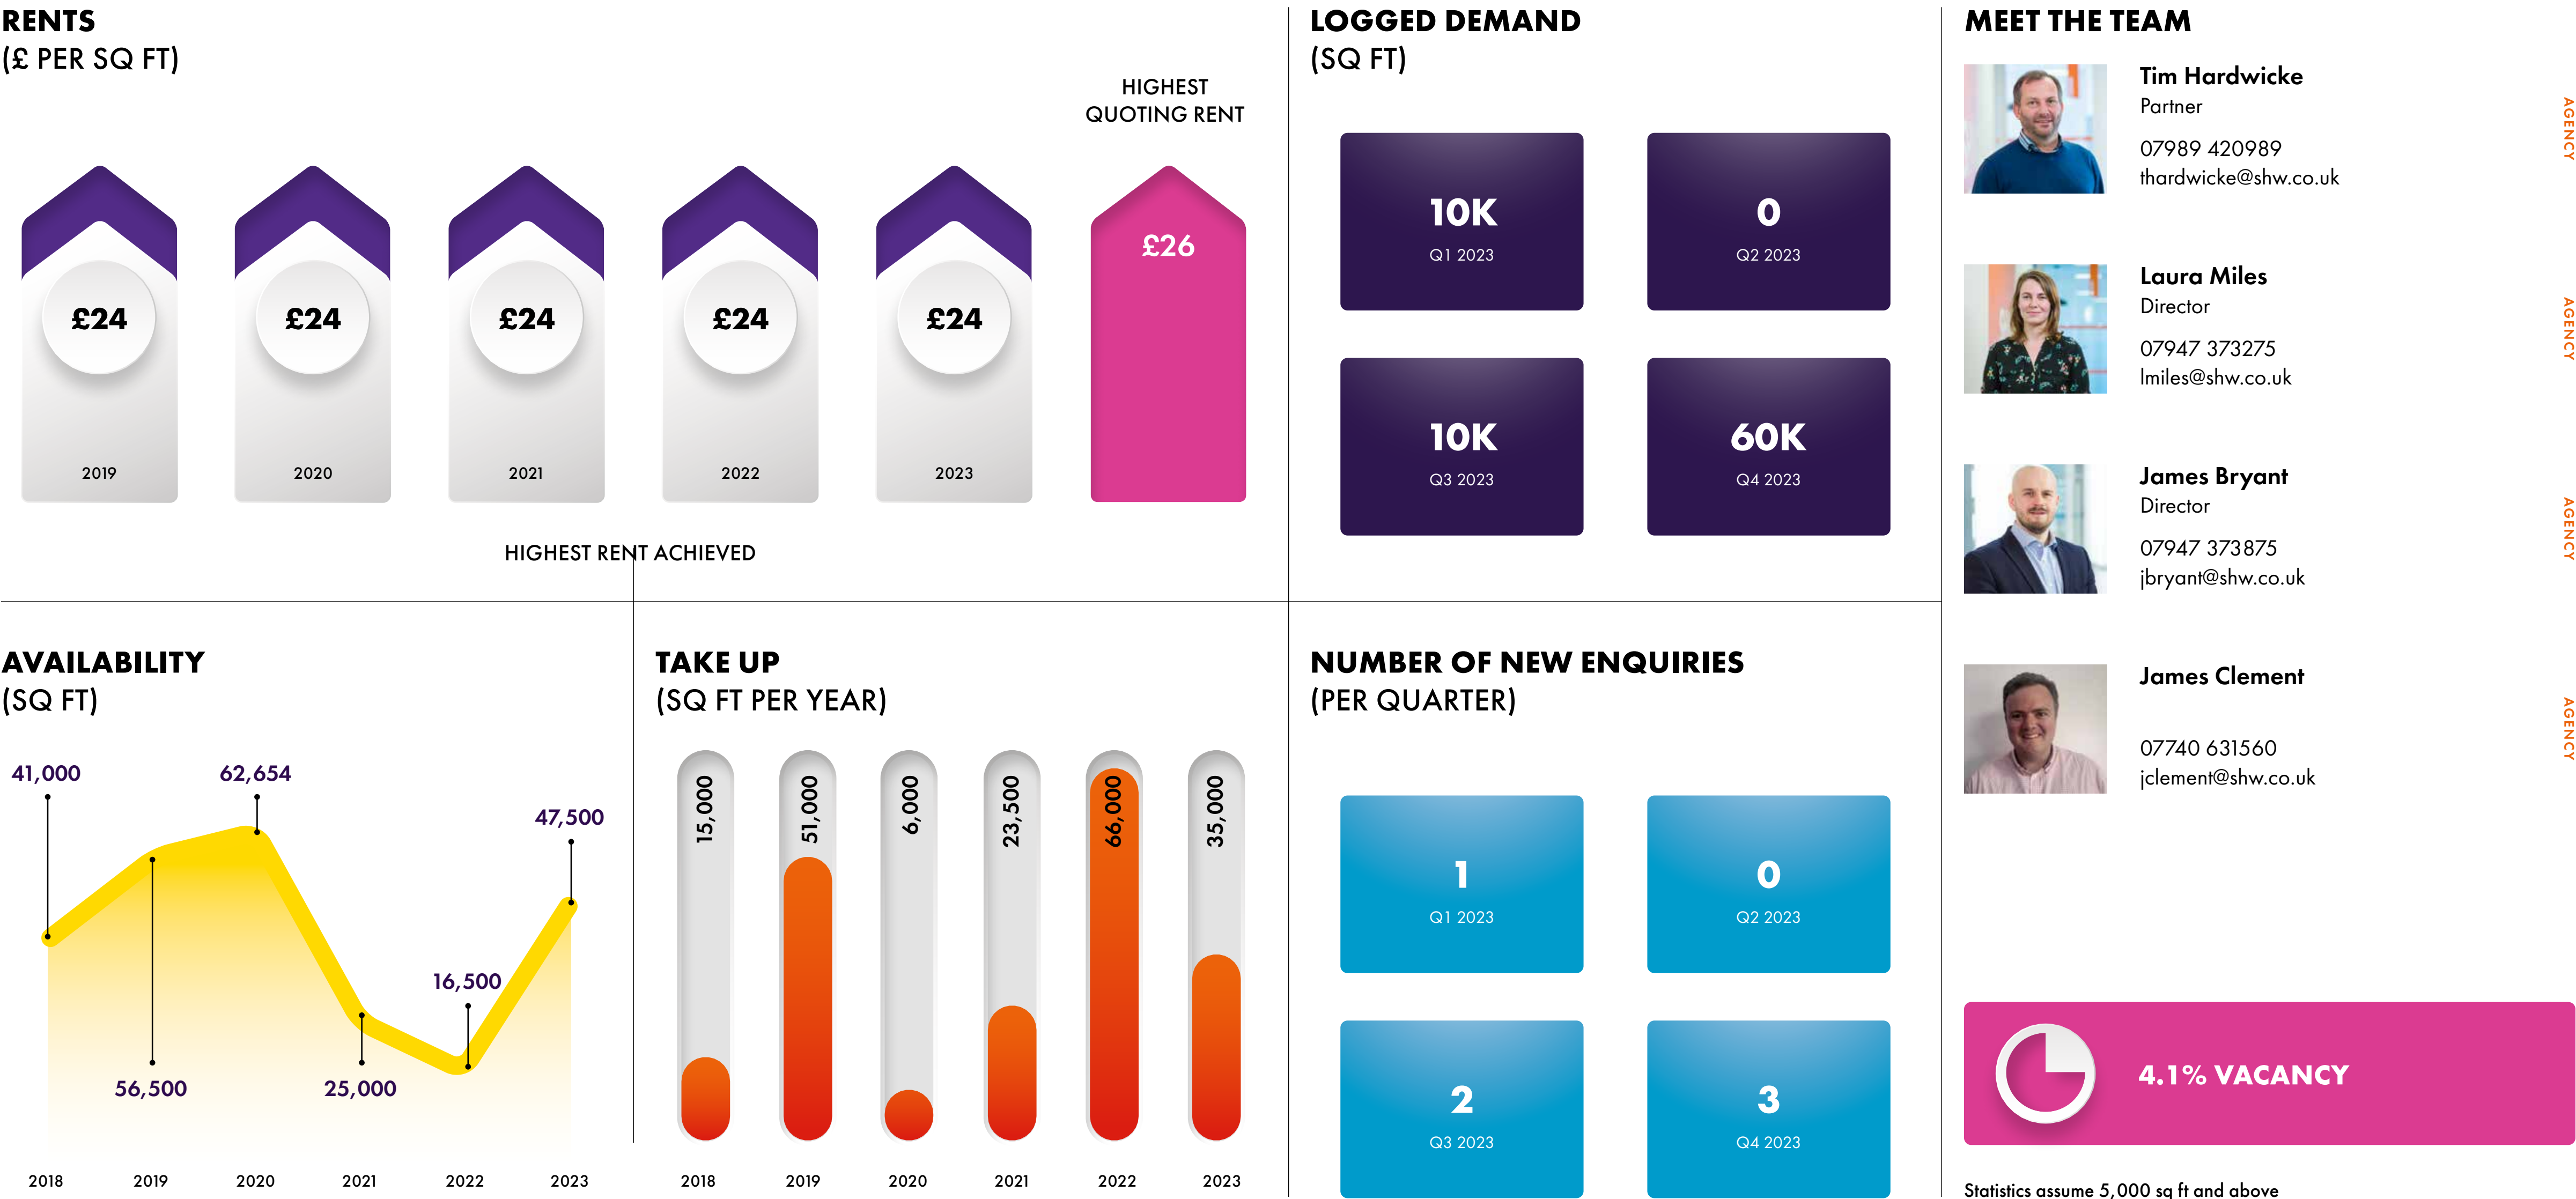 RENTS
(£ PER SQ FT)
HIGHEST
QUOTING RENT
£24
2019
£24
2020
£24
2021
£24
2022
£24
2023
£26
HIGHEST RENT ACHIEVED
LOGGED DEMAND
(SQ FT)
10K
Q1 2023
0
Q2 2023
10K
Q3 2023
60K
Q4 2023
AVAILABILITY
(SQ FT)
41,000
56,500
62,654
25,000
16,500
47,500
2018
2019
2020
2021
2022
2023
TAKE UP
(SQ FT PER YEAR)
15,000
51,000
6,000
23,500
66,000
35,000
2018
2019
2020
2021
2022
2023
NUMBER OF NEW ENQUIRIES
(PER QUARTER)
1
Q1 2023
0
Q2 2023
2
Q3 2023
3
Q4 2023
MEET THE TEAM
Tim Hardwicke
Partner
07989 420989
thardwicke@shw.co.uk
AGENCY
Laura Miles
Director
07947 373275
lmiles@shw.co.uk
AGENCY
James Bryant
Director
07947 373875
jbryant@shw.co.uk
AGENCY
James Clement
07740 631560
jclement@shw.co.uk
AGENCY
4.1% VACANCY
Statistics assume 5,000 sq ft and above